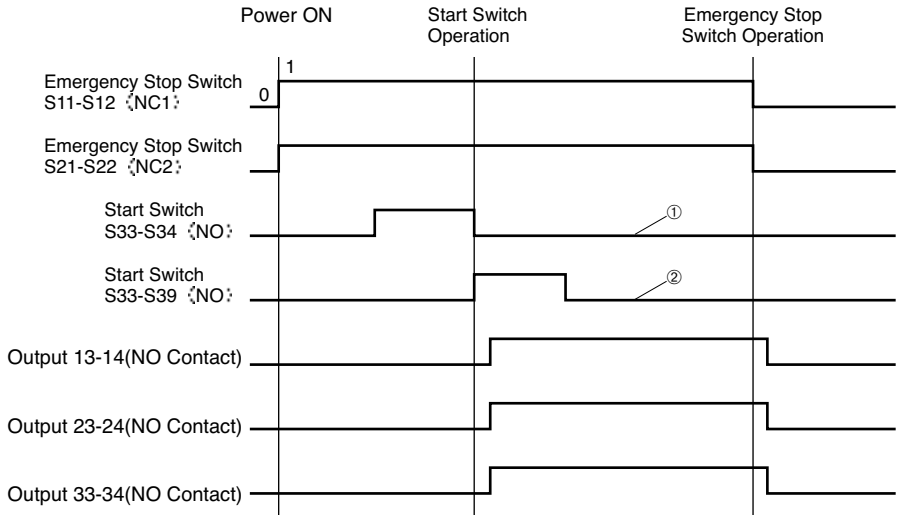 Power ON
Start Switch
Operation
Emergency Stop
Switch Operation
1
Emergency Stop Switch
S11-S12 (NC1)
0
Emergency Stop Switch
S21-S22 (NC2)
Start Switch
S33-S34 (NO)
①
Start Switch
S33-S39 (NO)
②
Output 13-14(NO Contact)
Output 23-24(NO Contact)
Output 33-34(NO Contact)